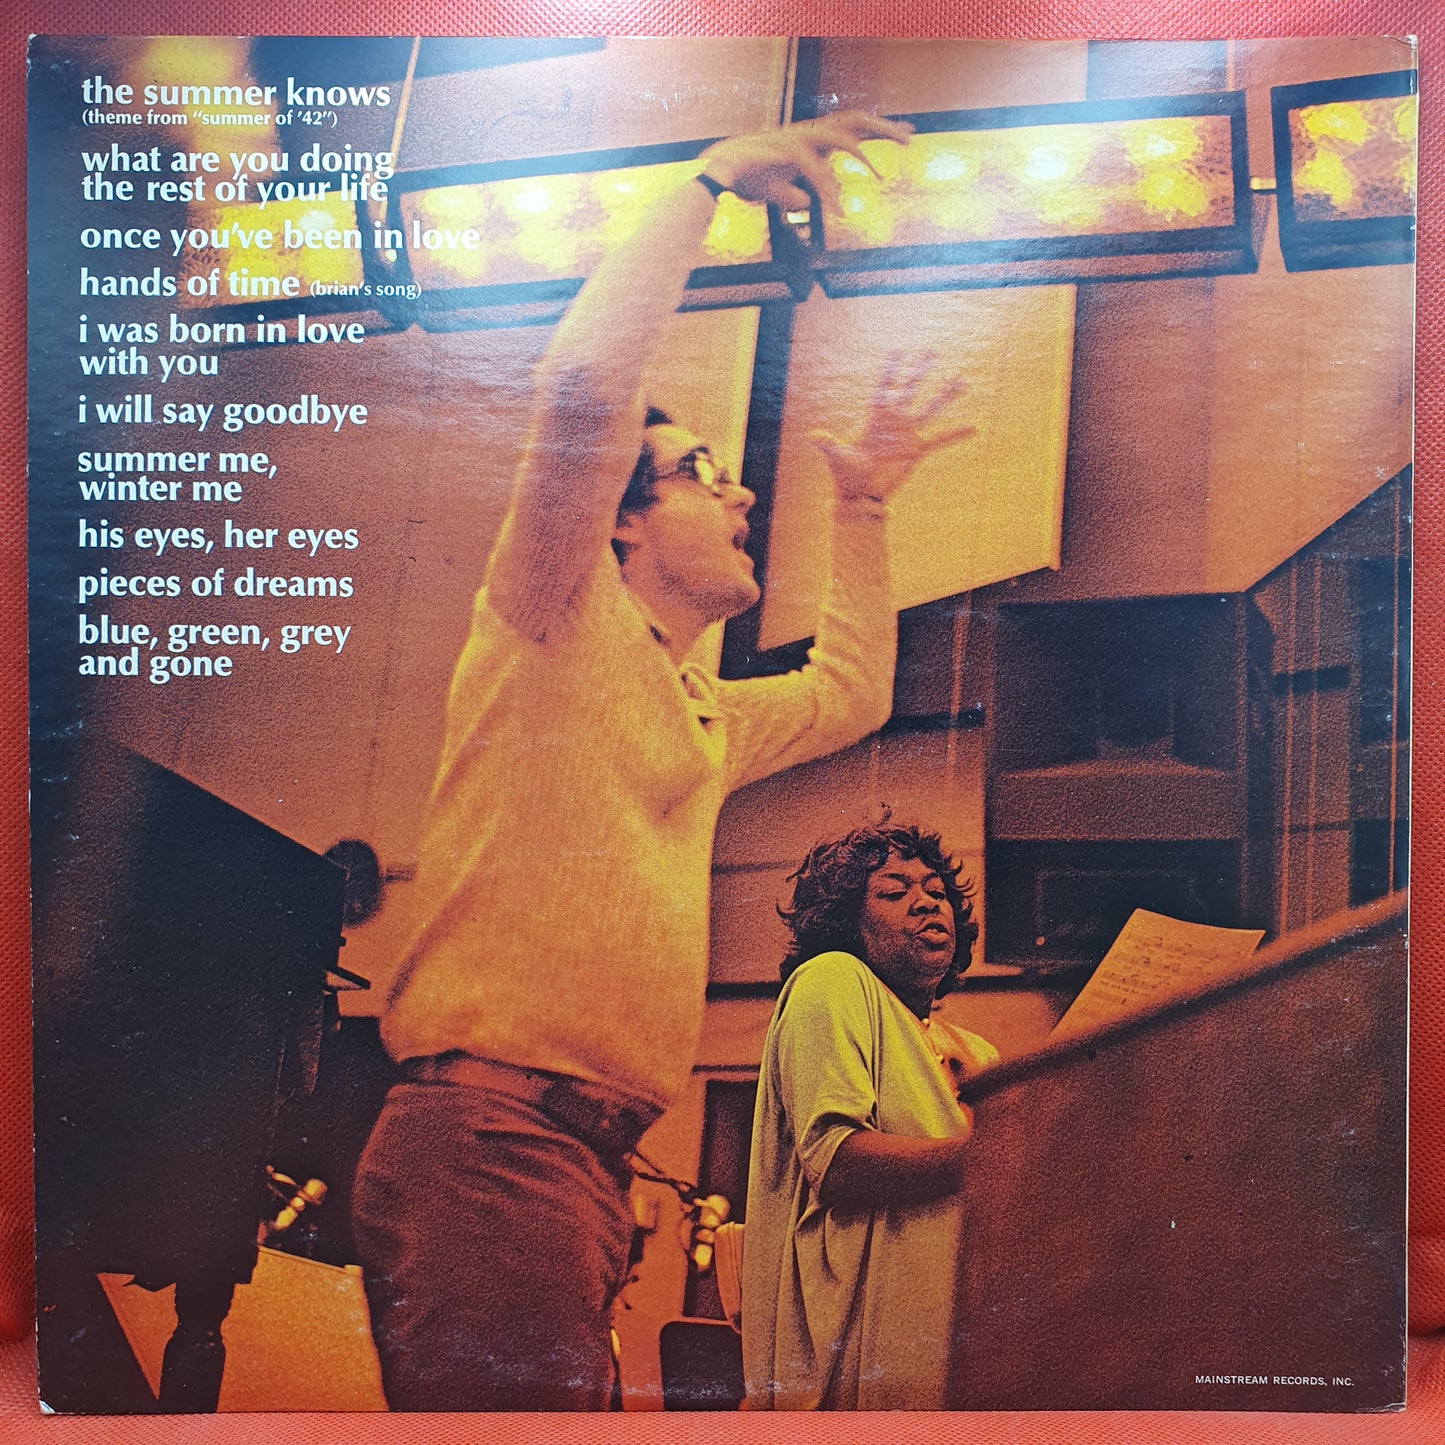 the summer knows
(theme from "summer of '42")
what are you doing
the rest of your life
once you've been in love
hands of time (brian's song)
i was born in love
with you
i will say goodbye
summer me,
winter me
his eyes, her eyes
pieces of dreams
blue, green, grey
and gone
MAINSTREAM RECORDS, INC.